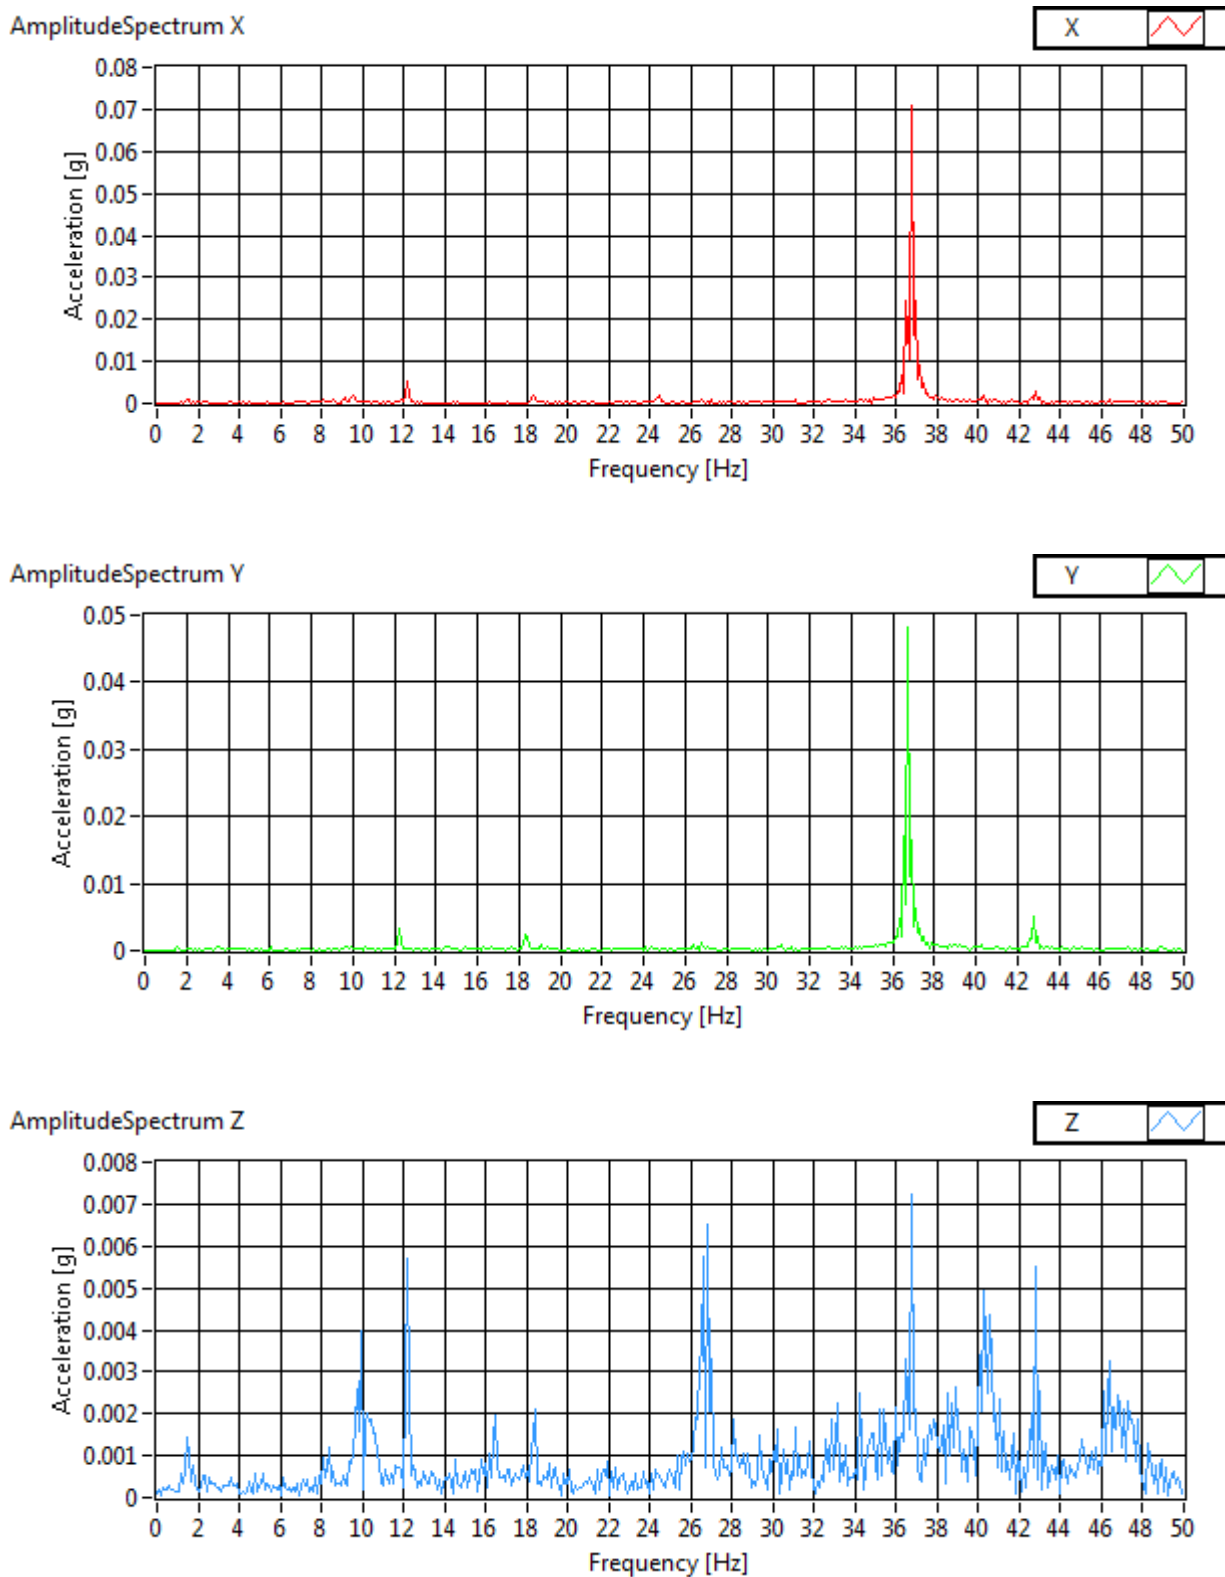 AmplitudeSpectrum X
X
0.08
0.07
0.06
0.05
0.04
0.03
0.02
0.01
0
Acceleration [g]
0 2 4 6 8 10 12 14 16 18 20 22 24 26 28 30 32 34 36 38 40 42 44 46 48 50
Frequency [Hz]
AmplitudeSpectrum Y
Y
0.05
0.04
0.03
0.02
0.01
0
Acceleration [g]
0 2 4 6 8 10 12 14 16 18 20 22 24 26 28 30 32 34 36 38 40 42 44 46 48 50
Frequency [Hz]
AmplitudeSpectrum Z
Z
0.008
0.007
0.006
0.005
0.004
0.003
0.002
0.001
0
Acceleration [g]
0 2 4 6 8 10 12 14 16 18 20 22 24 26 28 30 32 34 36 38 40 42 44 46 48 50
Frequency [Hz]